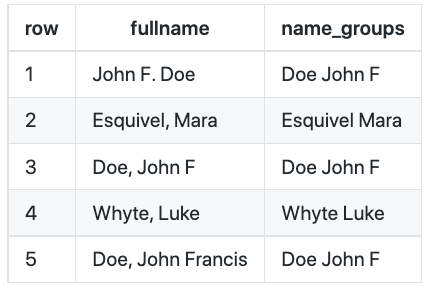 row fullname name_groups
1 John F. Doe Doe John F
2 Esquivel, Mara Esquivel Mara
3 Doe, John F Doe John F
4 Whyte, Luke Whyte Luke
5 Doe, John Francis Doe John F